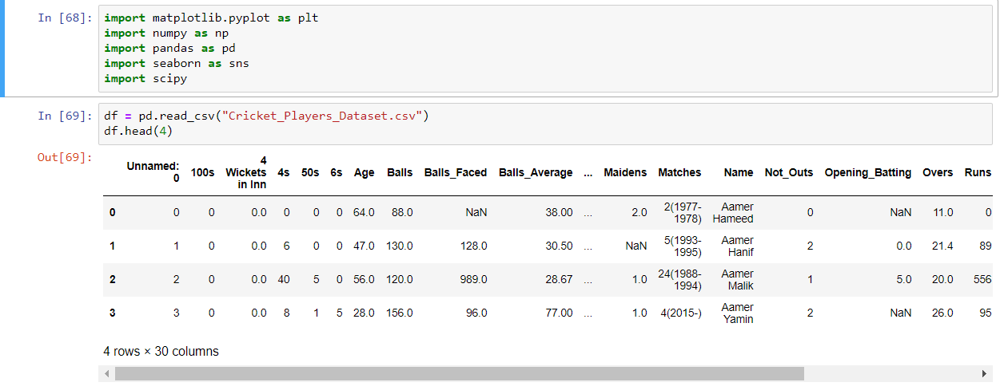 In [68]: import matplotlib.pyplot as plt
import numpy as np
import pandas as pd
import seaborn as sns
import scipy
In [69]: df = pd.read_csv("Cricket_Players_Dataset.csv")
df.head(4)
Out[69]:
Unnamed: 0 100s 4 Wickets in Inn 4s 50s 6s Age Balls Balls_Faced Balls_Average ... Maidens Matches Name Not_Outs Opening_Batting Overs Runs
0 0 0 0.0 0 0 0 64.0 88.0 NaN 38.00 ... 2.0 2(1977-1978) Aamer Hameed 0 NaN 11.0 0
1 1 0 0.0 6 0 0 47.0 130.0 128.0 30.50 ... NaN 5(1993-1995) Aamer Hanif 2 0.0 21.4 89
2 2 0 0.0 40 5 0 56.0 120.0 989.0 28.67 ... 1.0 24(1988-1994) Aamer Malik 1 5.0 20.0 556
3 3 0 0.0 8 1 5 28.0 156.0 96.0 77.00 ... 1.0 4(2015-) Aamer Yamin 2 NaN 26.0 95
4 rows × 30 columns